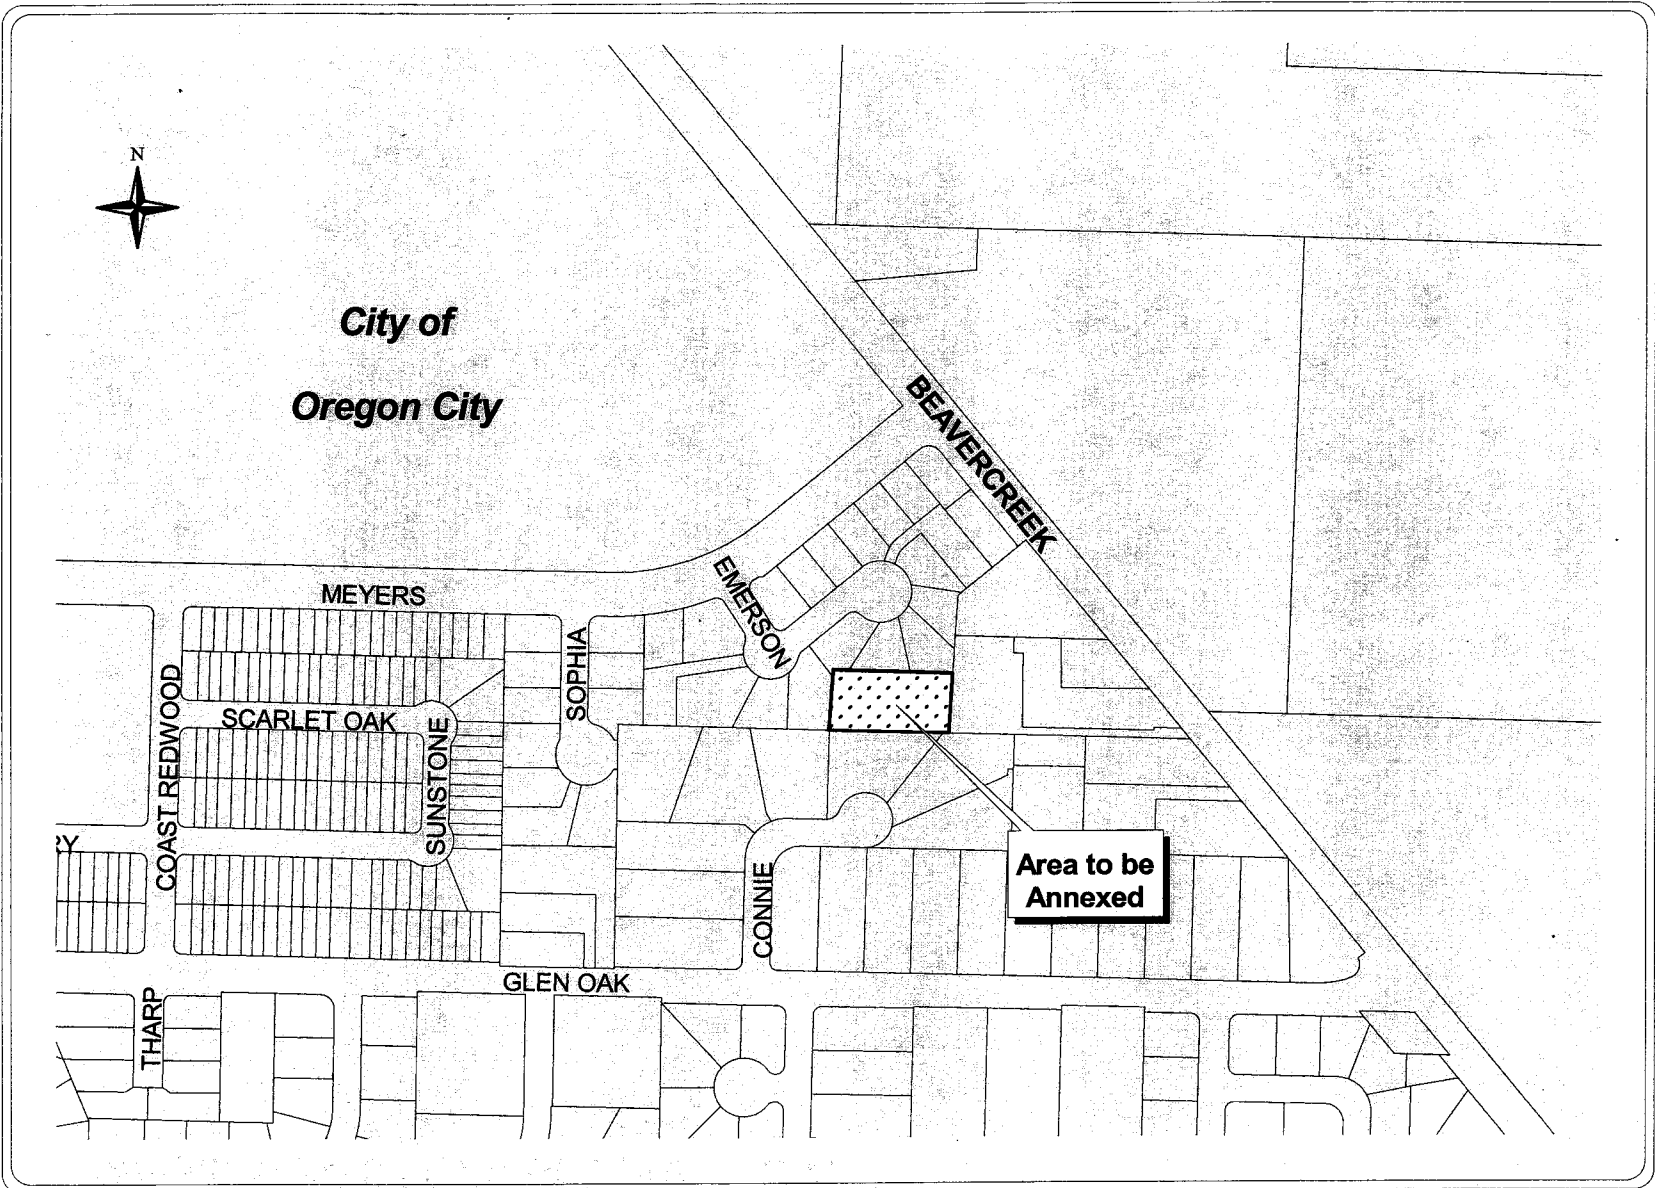 N
City of
Oregon City
BEAVERCREEK
MEYERS
EMERSON
SOPHIA
COAST REDWOOD
SCARLET OAK
SUNSTONE
RY
CONNIE
Area to be
Annexed
GLEN OAK
THARP